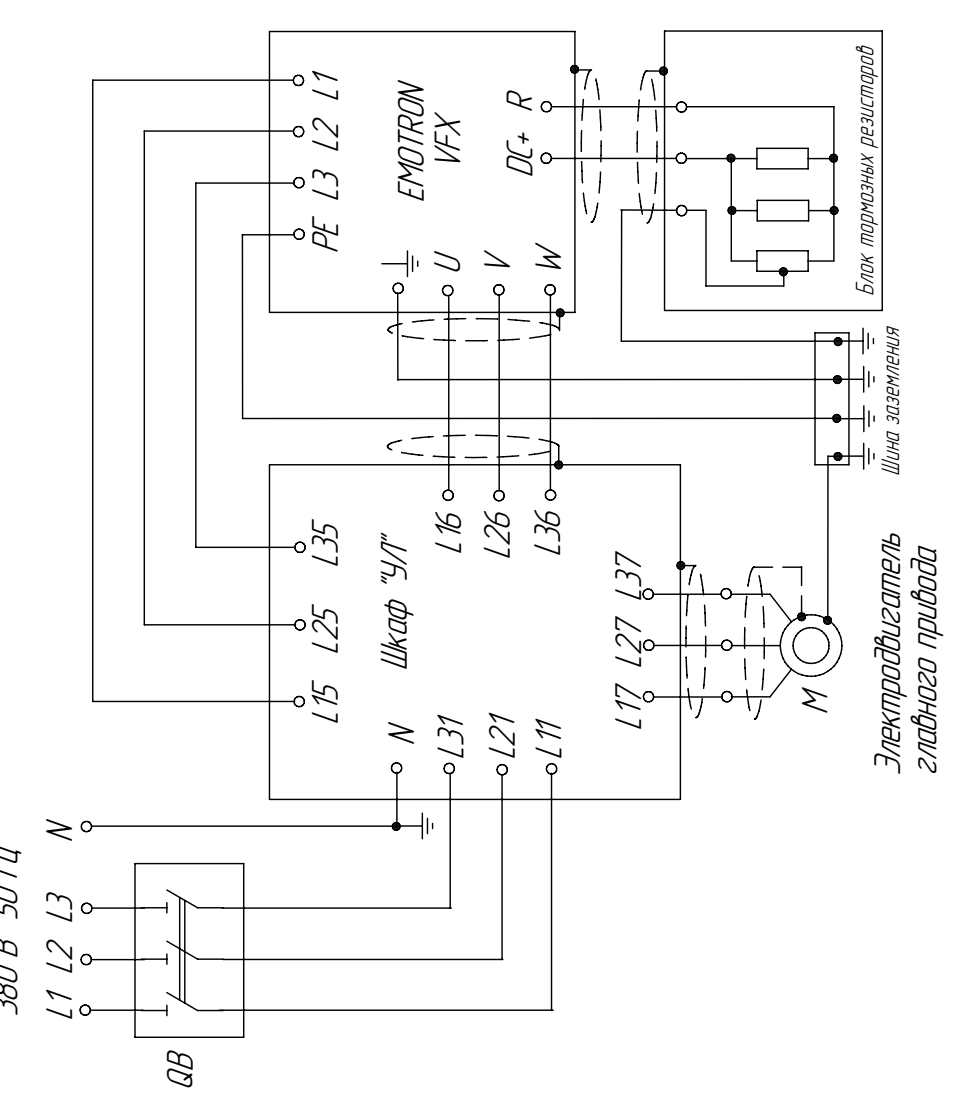 380 В 50 Гц
L1
L2
L3
N
QB
L15
L25
L35
N
L31
L21
L11
Шкаф "УЛ"
L16
L26
L36
L17
L27
L37
L1
L2
L3
PE
EMOTRON
VFX
R
DC+
U
V
W
Блок тормозных резисторов
Шина заземления
M
Электродвигатель
главного привода